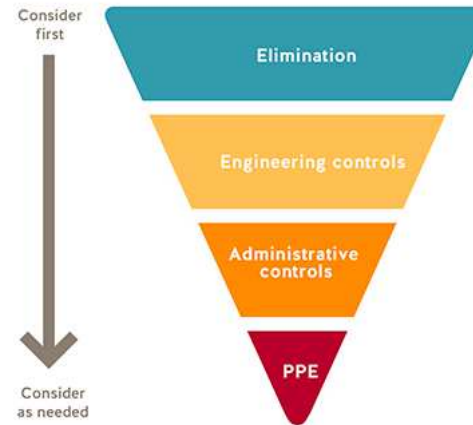 Consider
first
Elimination
Engineering controls
Administrative
controls
PPE
Consider
as needed